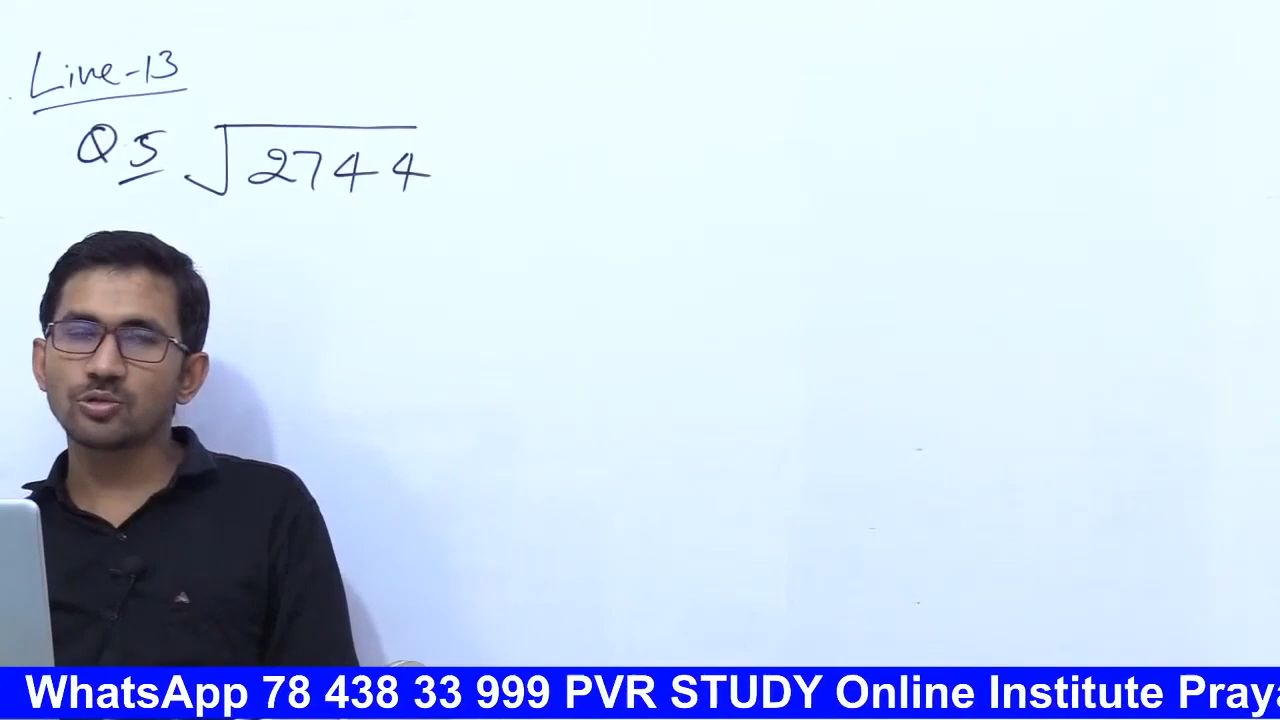 Line-13
Q5 √2744
WhatsApp 78 438 33 999 PVR STUDY Online Institute Praya